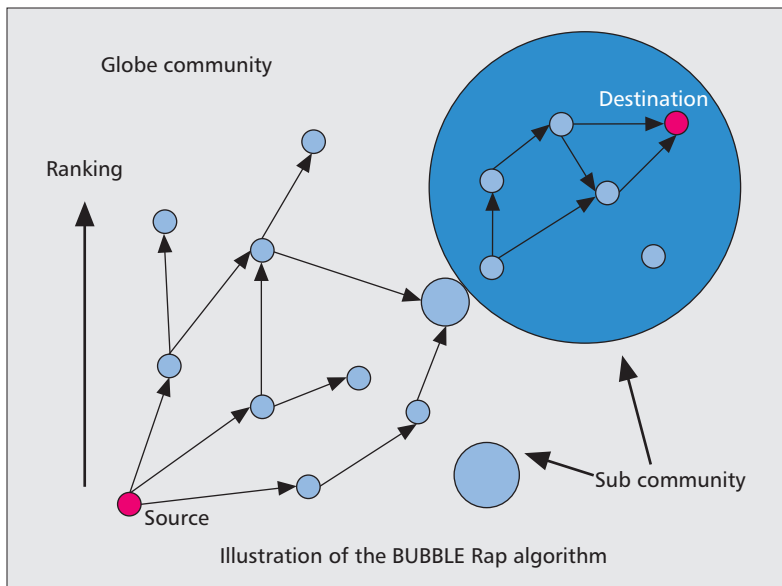 Globe community
Destination
Ranking
Sub community
Source
Illustration of the BUBBLE Rap algorithm